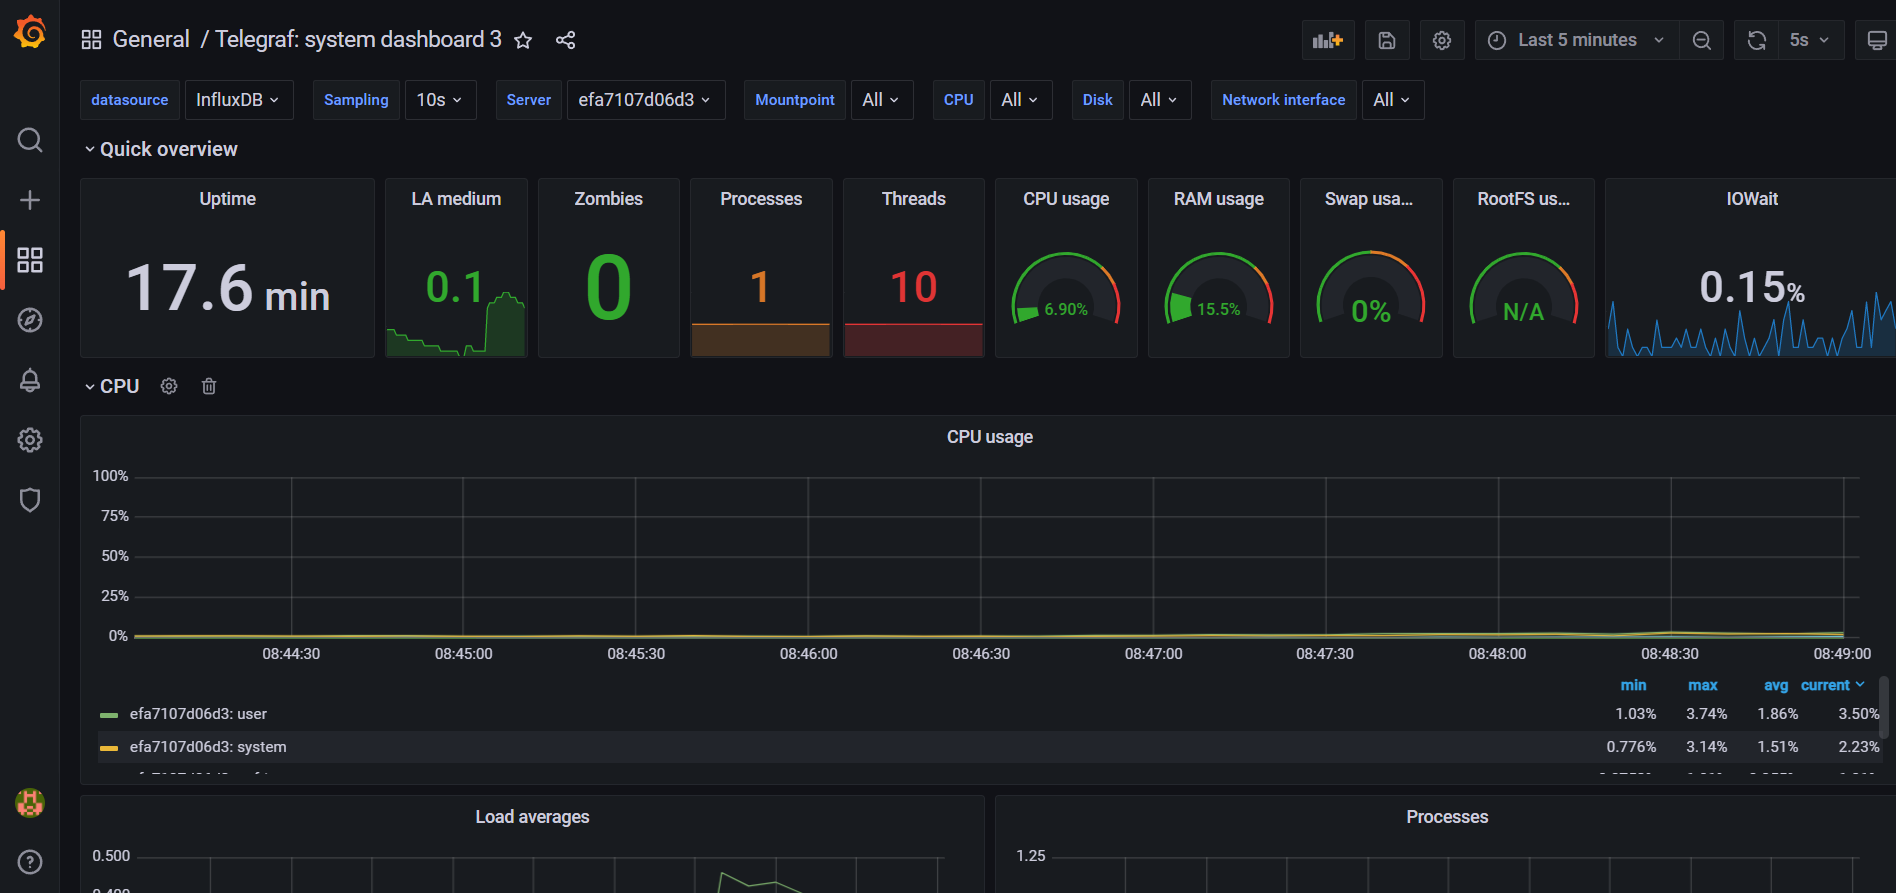 General / Telegraf: system dashboard 3
Last 5 minutes
5s
datasource InfluxDB Sampling 10s Server efa7107d06d3 Mountpoint All CPU All Disk All Network interface All
Quick overview
Uptime
17.6 min
LA medium
0.1
Zombies
0
Processes
1
Threads
10
CPU usage
6.90%
RAM usage
15.5%
Swap usa...
0%
RootFS us...
N/A
IOWait
0.15%
CPU
CPU usage
100%
75%
50%
25%
0%
08:44:30 08:45:00 08:45:30 08:46:00 08:46:30 08:47:00 08:47:30 08:48:00 08:48:30 08:49:00
min max avg current
efa7107d06d3: user 1.03% 3.74% 1.86% 3.50%
efa7107d06d3: system 0.776% 3.14% 1.51% 2.23%
Load averages
0.500
Processes
1.25